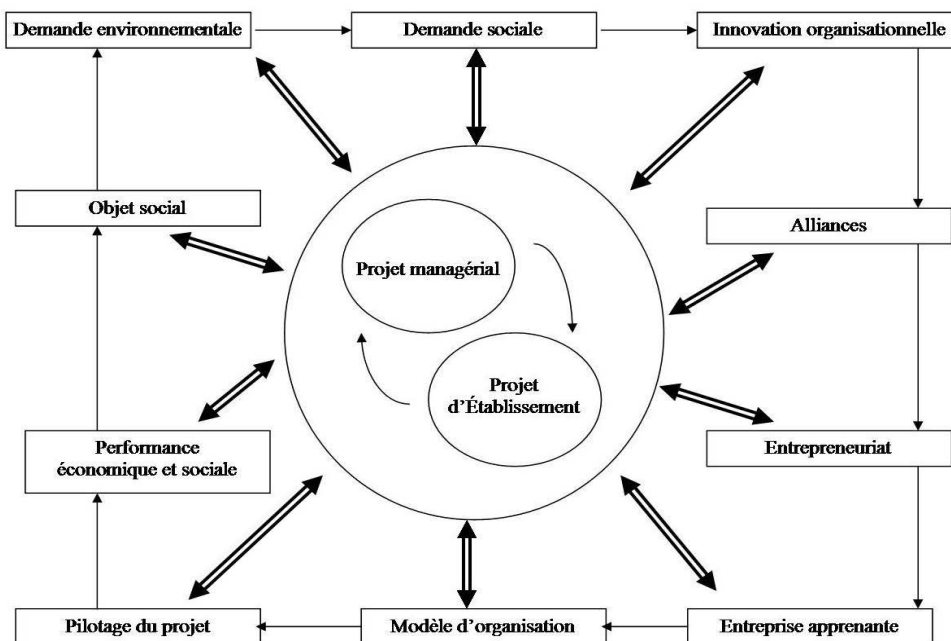 Demande environnementale
Demande sociale
Innovation organisationnelle
Objet social
Alliances
Projet managérial
Projet
d'Établissement
Performance
économique et sociale
Entrepreneuriat
Pilotage du projet
Modèle d'organisation
Entreprise apprenante